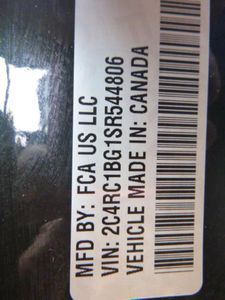 MFD BY: FCA US LLC
VIN: 2C4RC1BG1SR544806
VEHICLE MADE IN: CANADA